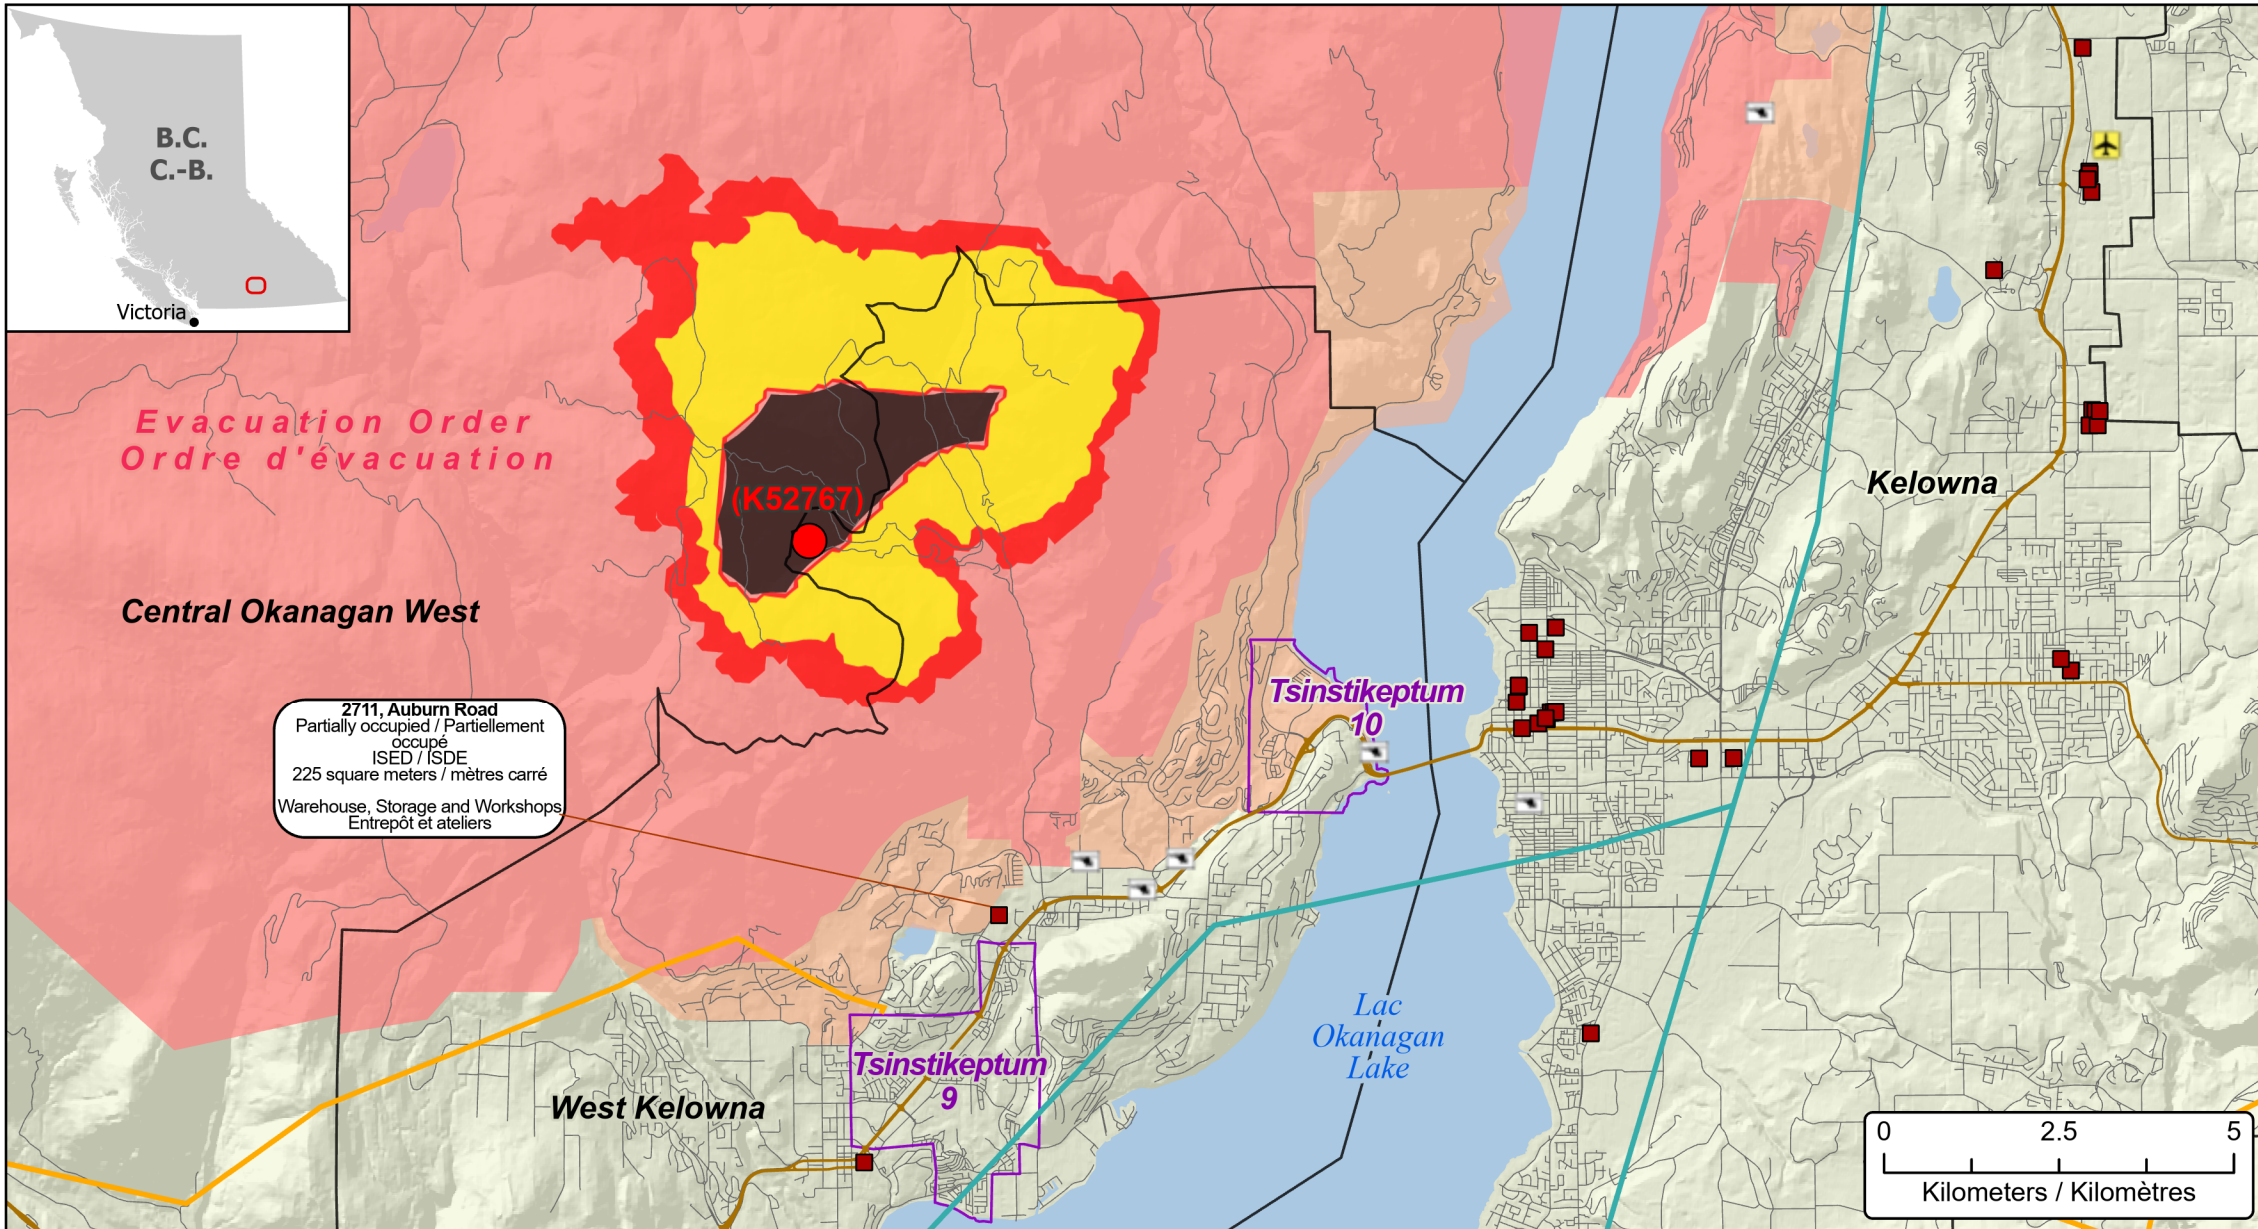 B.C.
C.-B.
Victoria
Evacuation Order
Ordre d'évacuation
(K52767)
Kelowna
Central Okanagan West
Tsinstikeptum
10
2711, Auburn Road
Partially occupied / Partiellement
occupé
ISED / ISDE
225 square meters / mètres carré
Warehouse, Storage and Workshops
Entrepôt et ateliers
Lac
Okanagan
Lake
Tsinstikeptum
9
West Kelowna
0 2.5 5
Kilometers / Kilomètres